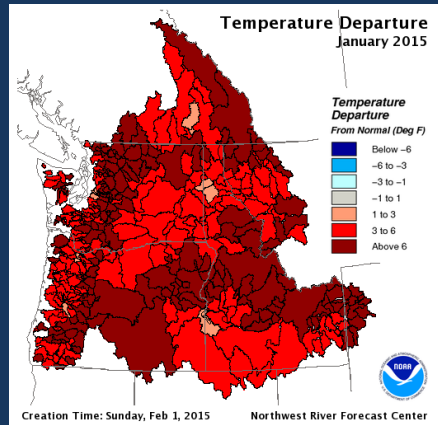 Temperature Departure
January 2015
Temperature
Departure
From Normal (Deg F)
Below −6
−6 to −3
−3 to −1
−1 to 1
1 to 3
3 to 6
Above 6
NOAA
Creation Time: Sunday, Feb 1, 2015
Northwest River Forecast Center